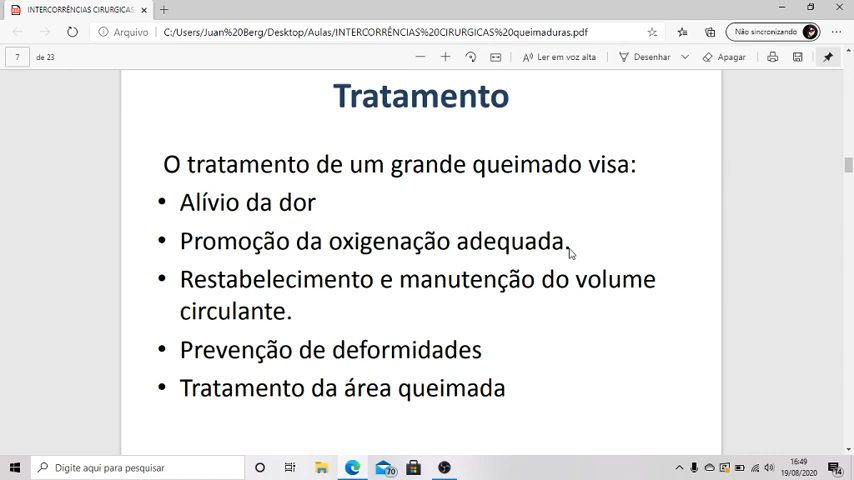 INTERCORRÊNCIAS CIRURGICAS
Arquivo
C:/Users/Juan%20Berg/Desktop/Aulas/INTERCORRÊNCIAS%20CIRURGICAS%20queimaduras.pdf
Não sincronizando
7 de 23
Ler em voz alta
Desenhar
Apagar
Tratamento
O tratamento de um grande queimado visa:
• Alívio da dor
• Promoção da oxigenação adequada.
• Restabelecimento e manutenção do volume
circulante.
• Prevenção de deformidades
• Tratamento da área queimada
Digite aqui para pesquisar
70
16:49
19/08/2020
14